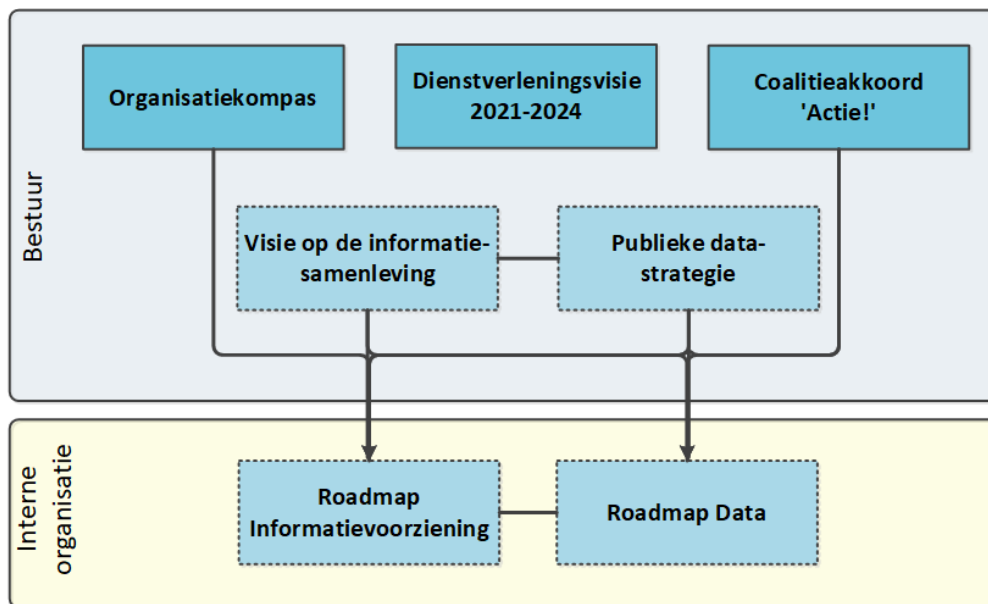 Bestuur
Organisatiekompas
Dienstverleningsvisie
2021-2024
Coalitieakkoord
'Actie!'
Visie op de informatie-
samenleving
Publieke data-
strategie
Interne
organisatie
Roadmap
Informatievoorziening
Roadmap Data